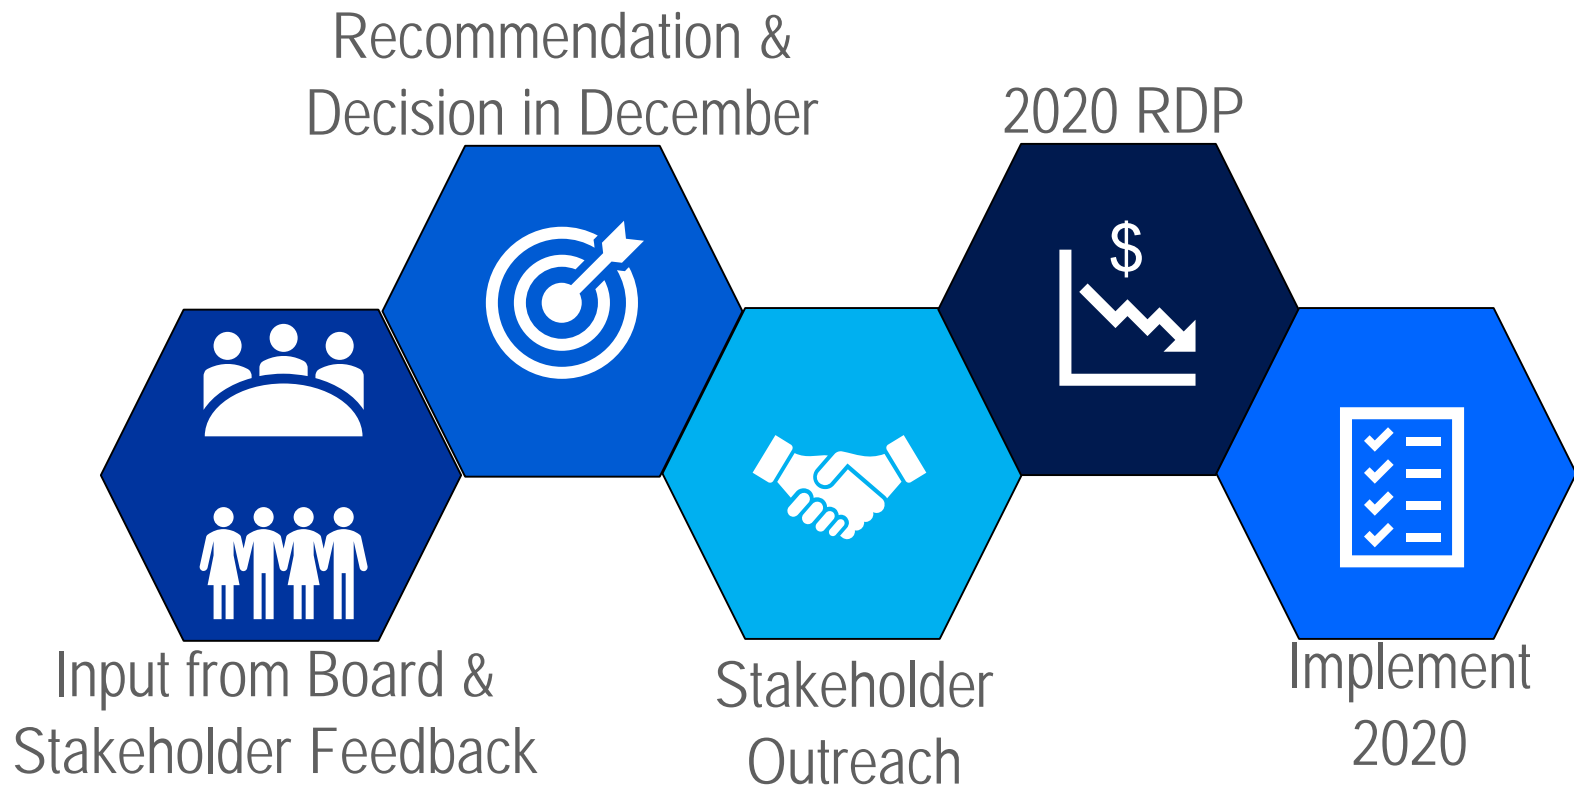 Recommendation &
Decision in December
2020 RDP
$
Input from Board &
Stakeholder Feedback
Stakeholder
Outreach
Implement
2020